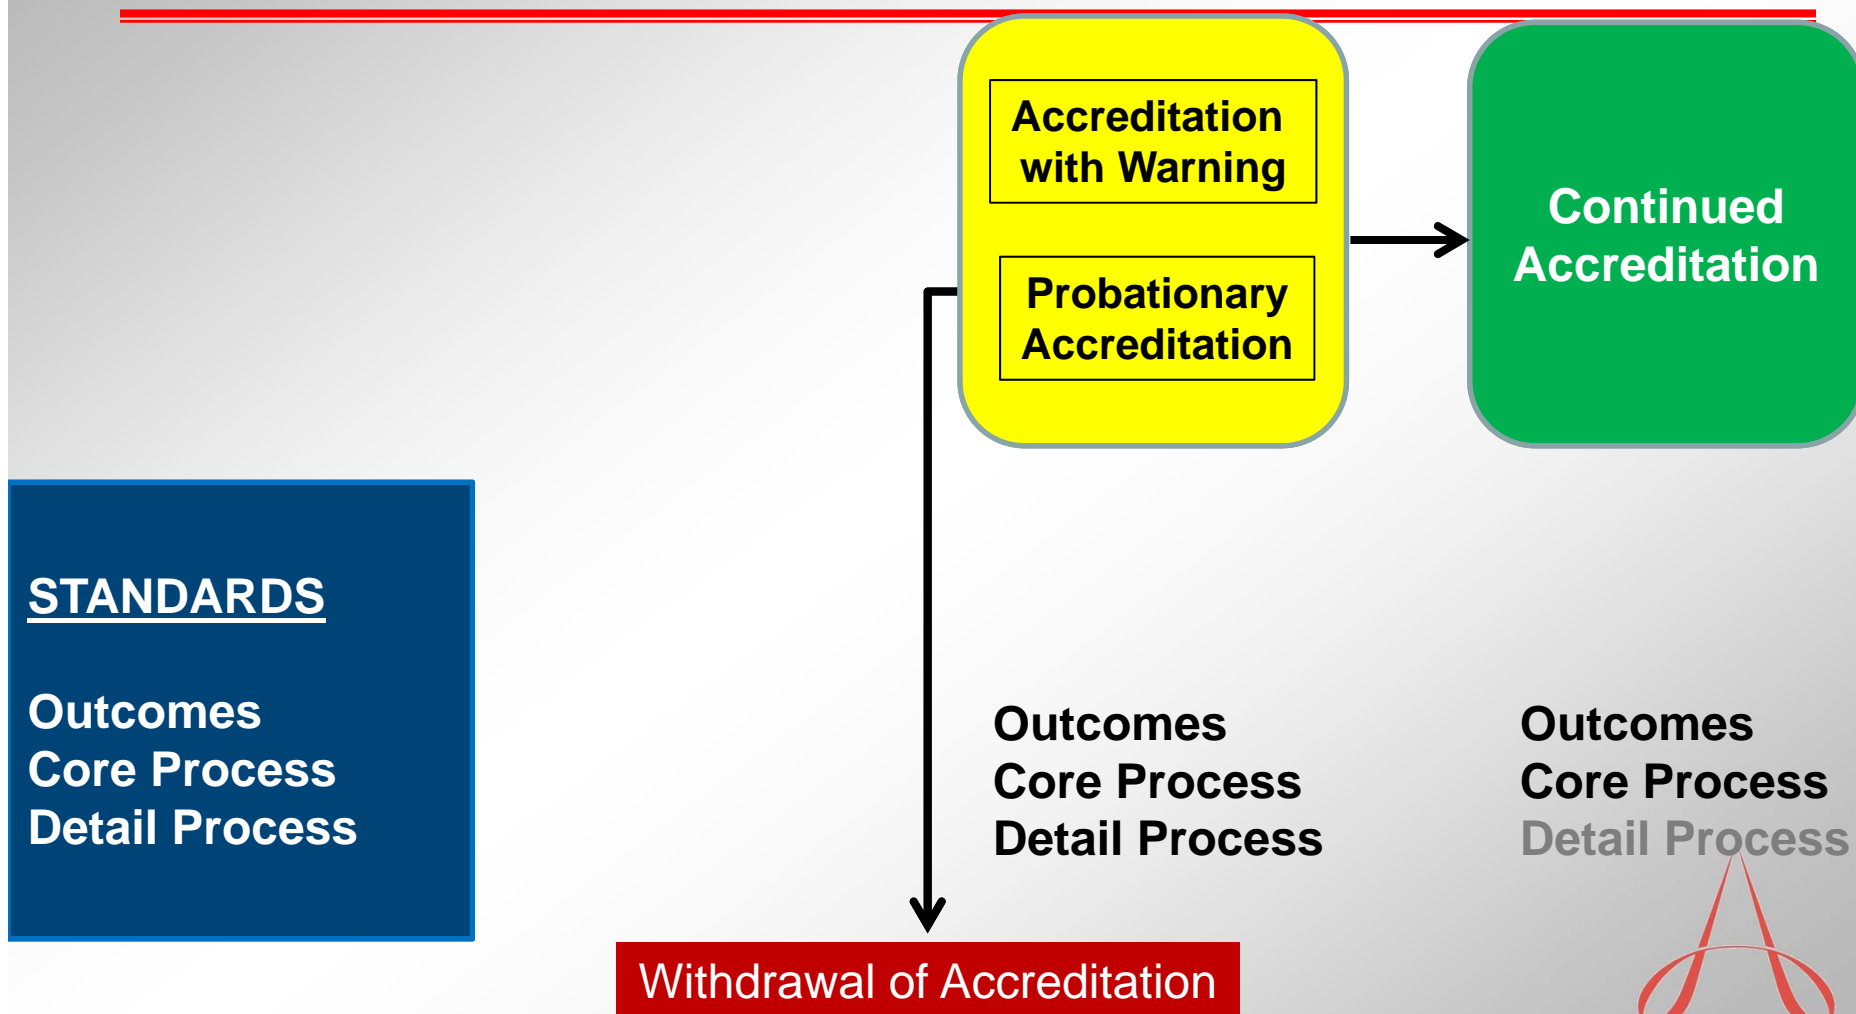 Accreditation
with Warning
Probationary
Accreditation
Continued
Accreditation
STANDARDS
Outcomes
Core Process
Detail Process
Outcomes
Core Process
Detail Process
Outcomes
Core Process
Detail Process
Withdrawal of Accreditation